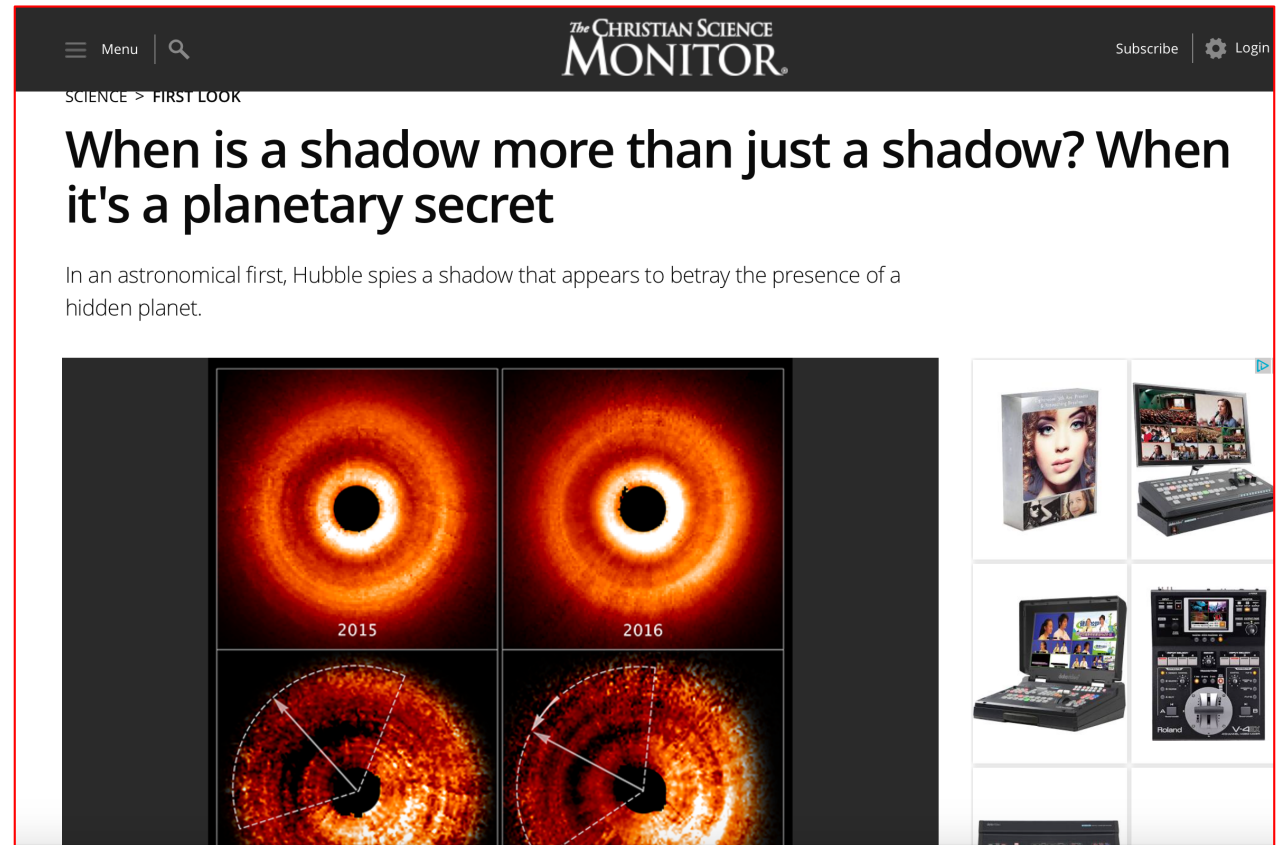 Menu
The CHRISTIAN SCIENCE
MONITOR
Subscribe
Login
SCIENCE > FIRST LOOK
When is a shadow more than just a shadow? When
it's a planetary secret
In an astronomical first, Hubble spies a shadow that appears to betray the presence of a
hidden planet.
2015
2016
Roland
V-4EX